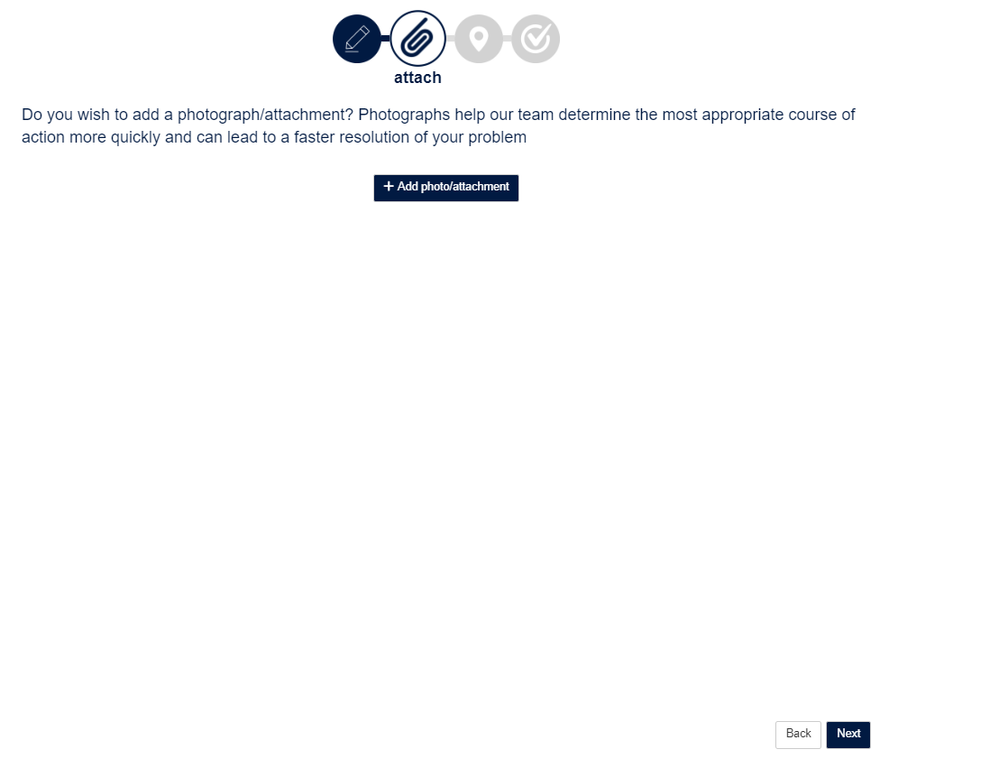 attach
Do you wish to add a photograph/attachment? Photographs help our team determine the most appropriate course of
action more quickly and can lead to a faster resolution of your problem
+ Add photo/attachment
Back
Next